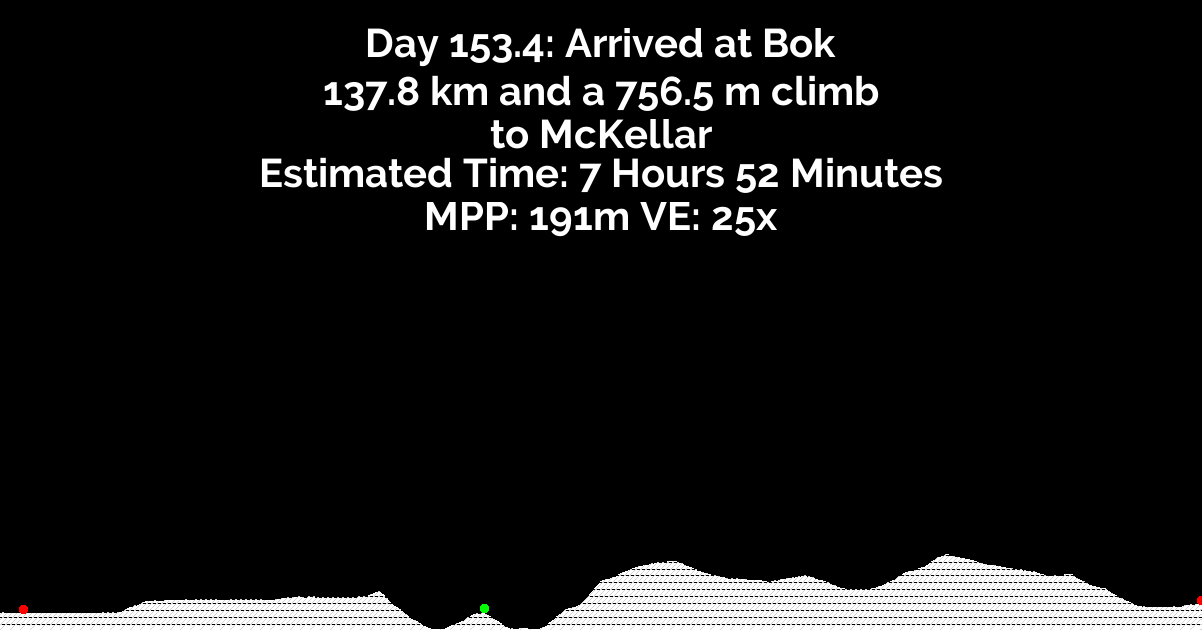 Day 153.4: Arrived at Bok
137.8 km and a 756.5 m climb
to McKellar
Estimated Time: 7 Hours 52 Minutes
MPP: 191m VE: 25x